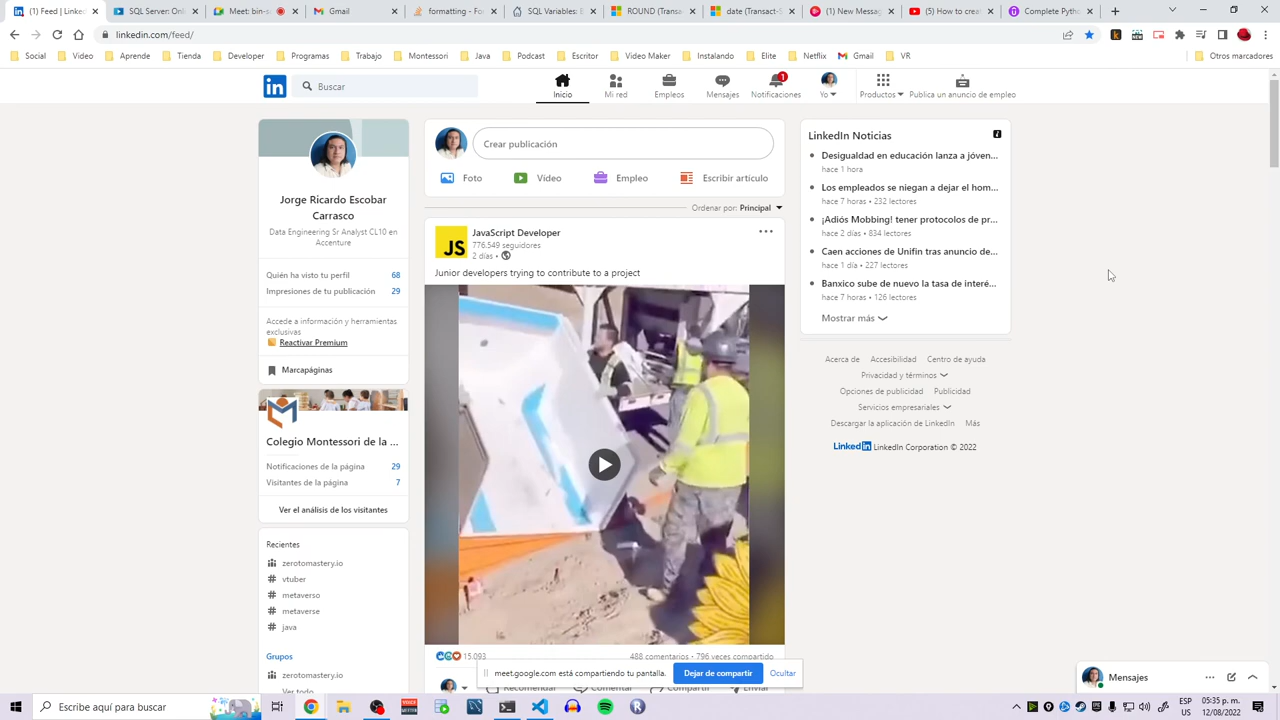 (1) Feed | Linked
SQL Server: Onlin
Meet: bin-s
Gmail
formatting - For
SQL Variables: B
ROUND (Transac
date (Transact-S
(1) New Messag
(5) How to creat
Complete Pytho
linkedin.com/feed/
Social
Video
Aprende
Tienda
Developer
Programas
Trabajo
Montessori
Java
Podcast
Escritor
Video Maker
Instalando
Elite
Netflix
Gmail
VR
Otros marcadores
in
Buscar
Inicio
Mi red
Empleos
Mensajes
1
Notificaciones
Yo
Productos
Publica un anuncio de empleo
Jorge Ricardo Escobar
Carrasco
Data Engineering Sr Analyst CL10 en
Accenture
Quién ha visto tu perfil 68
Impresiones de tu publicación 29
Accede a información y herramientas
exclusivas
Reactivar Premium
Marcapáginas
Colegio Montessori de la ...
Notificaciones de la página 29
Visitantes de la página 7
Ver el análisis de los visitantes
Recientes
zerotomastery.io
# vtuber
# metaverso
# metaverse
# java
Grupos
zerotomastery.io
Ver todo
Crear publicación
Foto
Vídeo
Empleo
Escribir artículo
Ordenar por: Principal
JS
JavaScript Developer
776.549 seguidores
2 días •
Junior developers trying to contribute to a project
15.093
488 comentarios • 796 veces compartido
Recomendar
Comentar
Compartir
Enviar
meet.google.com está compartiendo tu pantalla.
Dejar de compartir
Ocultar
LinkedIn Noticias
Desigualdad en educación lanza a jóven...
hace 1 hora
Los empleados se niegan a dejar el hom...
hace 7 horas • 232 lectores
¡Adiós Mobbing! tener protocolos de pr...
hace 2 días • 834 lectores
Caen acciones de Unifin tras anuncio de...
hace 1 día • 227 lectores
Banxico sube de nuevo la tasa de interé...
hace 7 horas • 126 lectores
Mostrar más
Acerca de
Accesibilidad
Centro de ayuda
Privacidad y términos
Opciones de publicidad
Publicidad
Servicios empresariales
Descargar la aplicación de LinkedIn
Más
LinkedIn LinkedIn Corporation © 2022
Mensajes
Escribe aquí para buscar
ESP
US
05:35 p. m.
12/08/2022